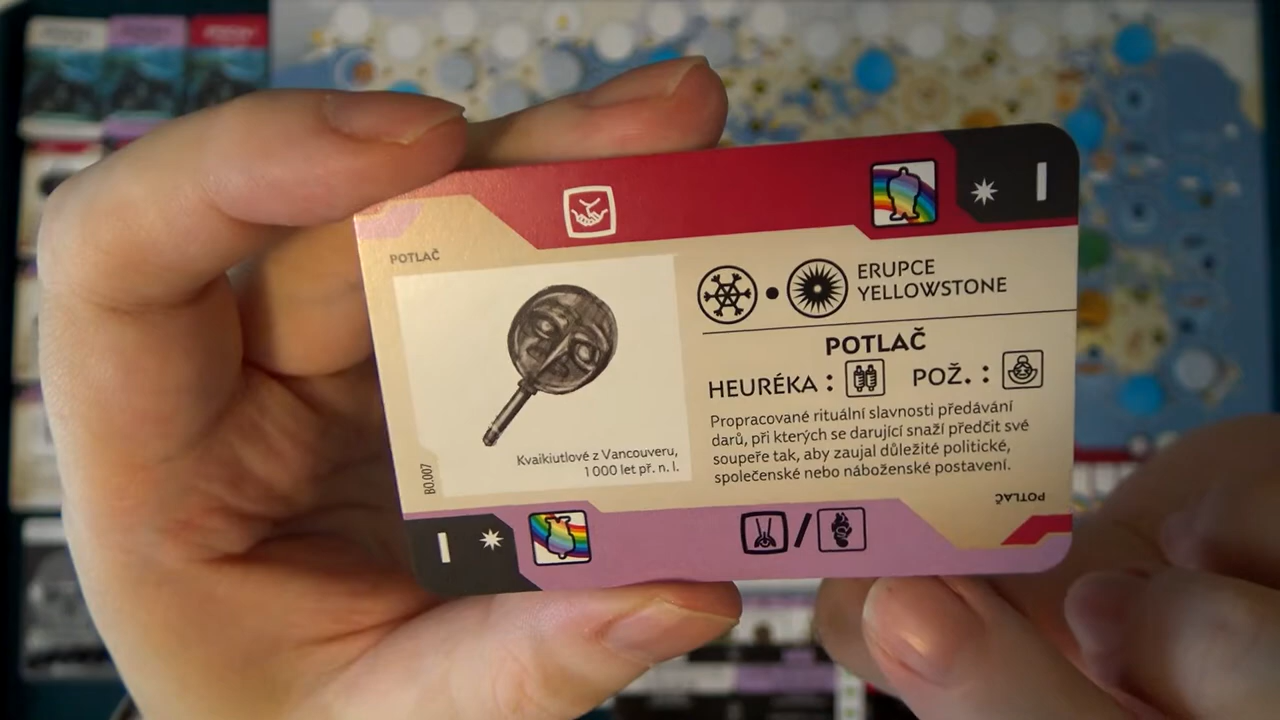 I
POTLAČ
ERUPCE
YELLOWSTONE
POTLAČ
HEURÉKA : POŽ. :
Propracované rituální slavnosti předávání
darů, při kterých se darující snaží předčit své
soupeře tak, aby zaujal důležité politické,
společenské nebo náboženské postavení.
Kvaikiutlové z Vancouveru,
1 000 let př. n. l.
B0.007
POTLAČ
I
/